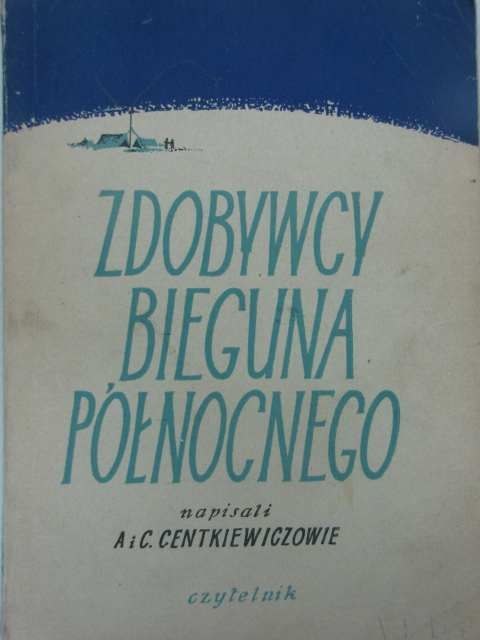 ZDOBYWCY
BIEGUNA
PÓŁNOCNEGO
napisali
A i C. CENTKIEWICZOWIE
czytelnik